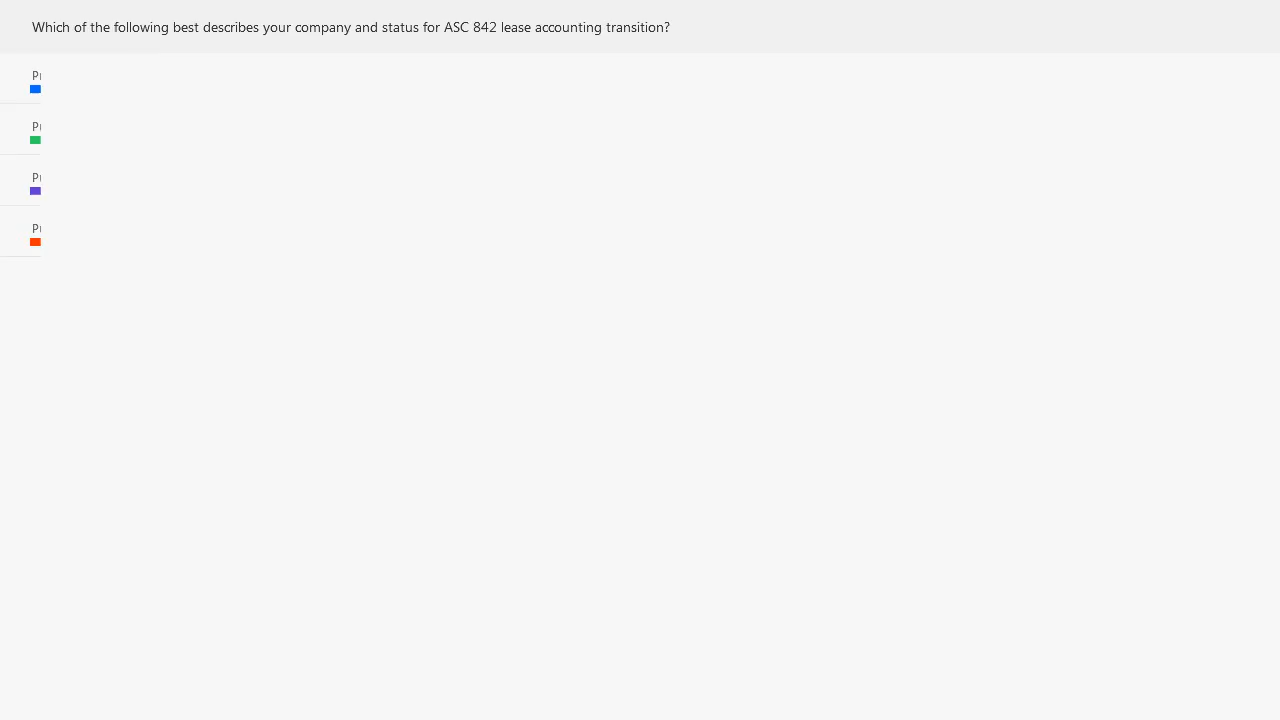 Which of the following best describes your company and status for ASC 842 lease accounting transition?